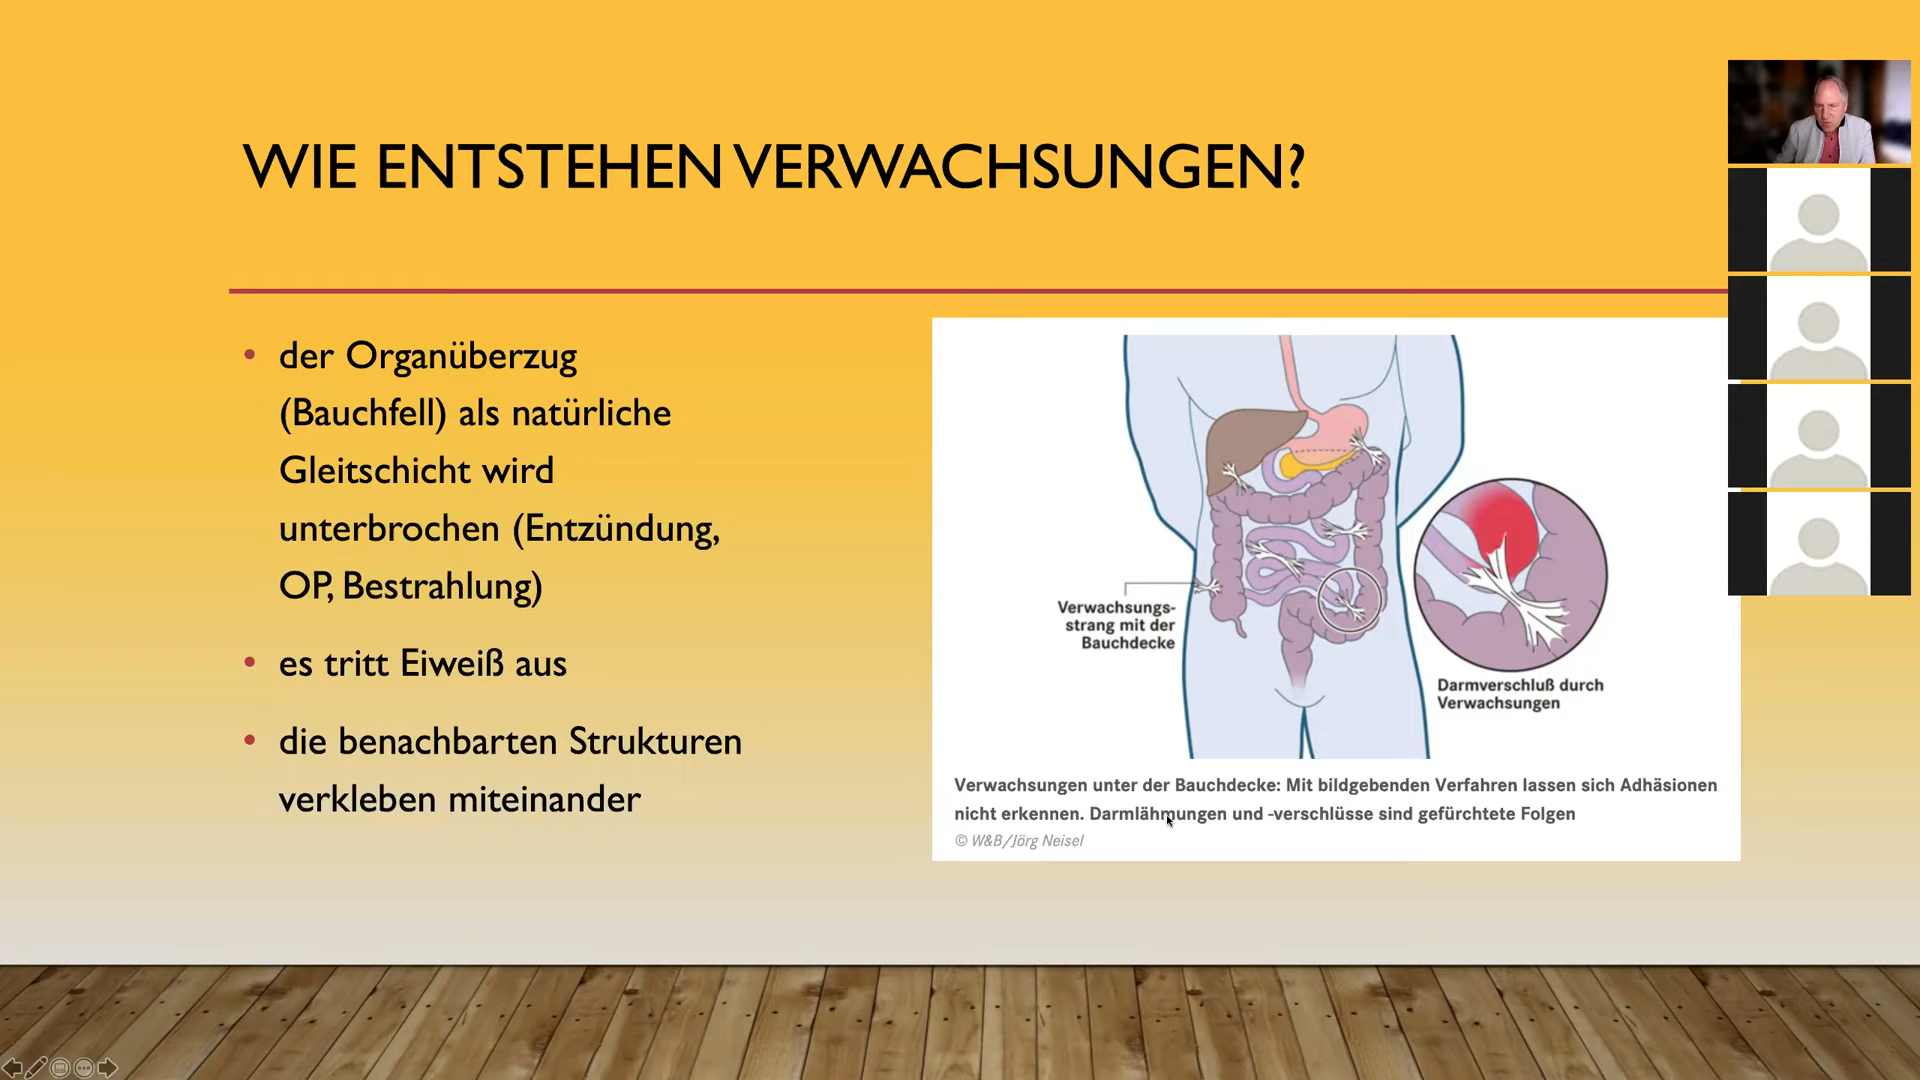 WIE ENTSTEHEN VERWACHSUNGEN?
• der Organüberzug
(Bauchfell) als natürliche
Gleitschicht wird
unterbrochen (Entzündung,
OP, Bestrahlung)
• es tritt Eiweiß aus
• die benachbarten Strukturen
verkleben miteinander
Verwachsungs-
strang mit der
Bauchdecke
Darmverschluß durch
Verwachsungen
Verwachsungen unter der Bauchdecke: Mit bildgebenden Verfahren lassen sich Adhäsionen
nicht erkennen. Darmlähmungen und -verschlüsse sind gefürchtete Folgen
© W&B/Jörg Neisel